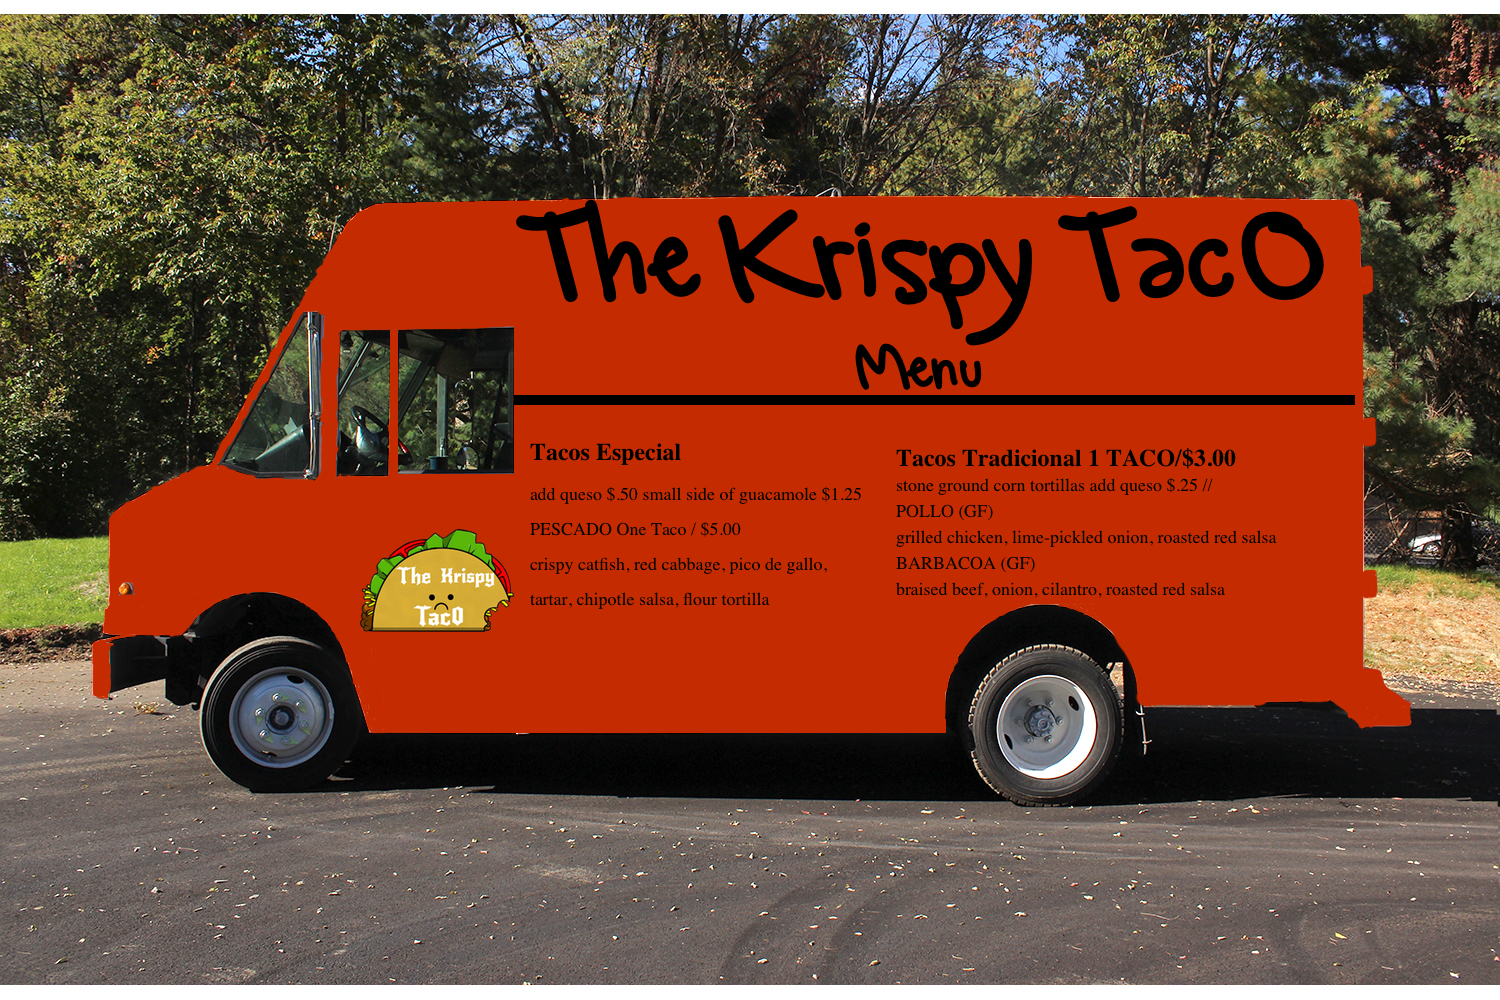 The Krispy TacO
Menu
Tacos Especial
add queso $.50 small side of guacamole $1.25
PESCADO One Taco / $5.00
crispy catfish, red cabbage, pico de gallo,
tartar, chipotle salsa, flour tortilla
Tacos Tradicional 1 TACO/$3.00
stone ground corn tortillas add queso $.25 //
POLLO (GF)
grilled chicken, lime-pickled onion, roasted red salsa
BARBACOA (GF)
braised beef, onion, cilantro, roasted red salsa
The Krispy
TacO